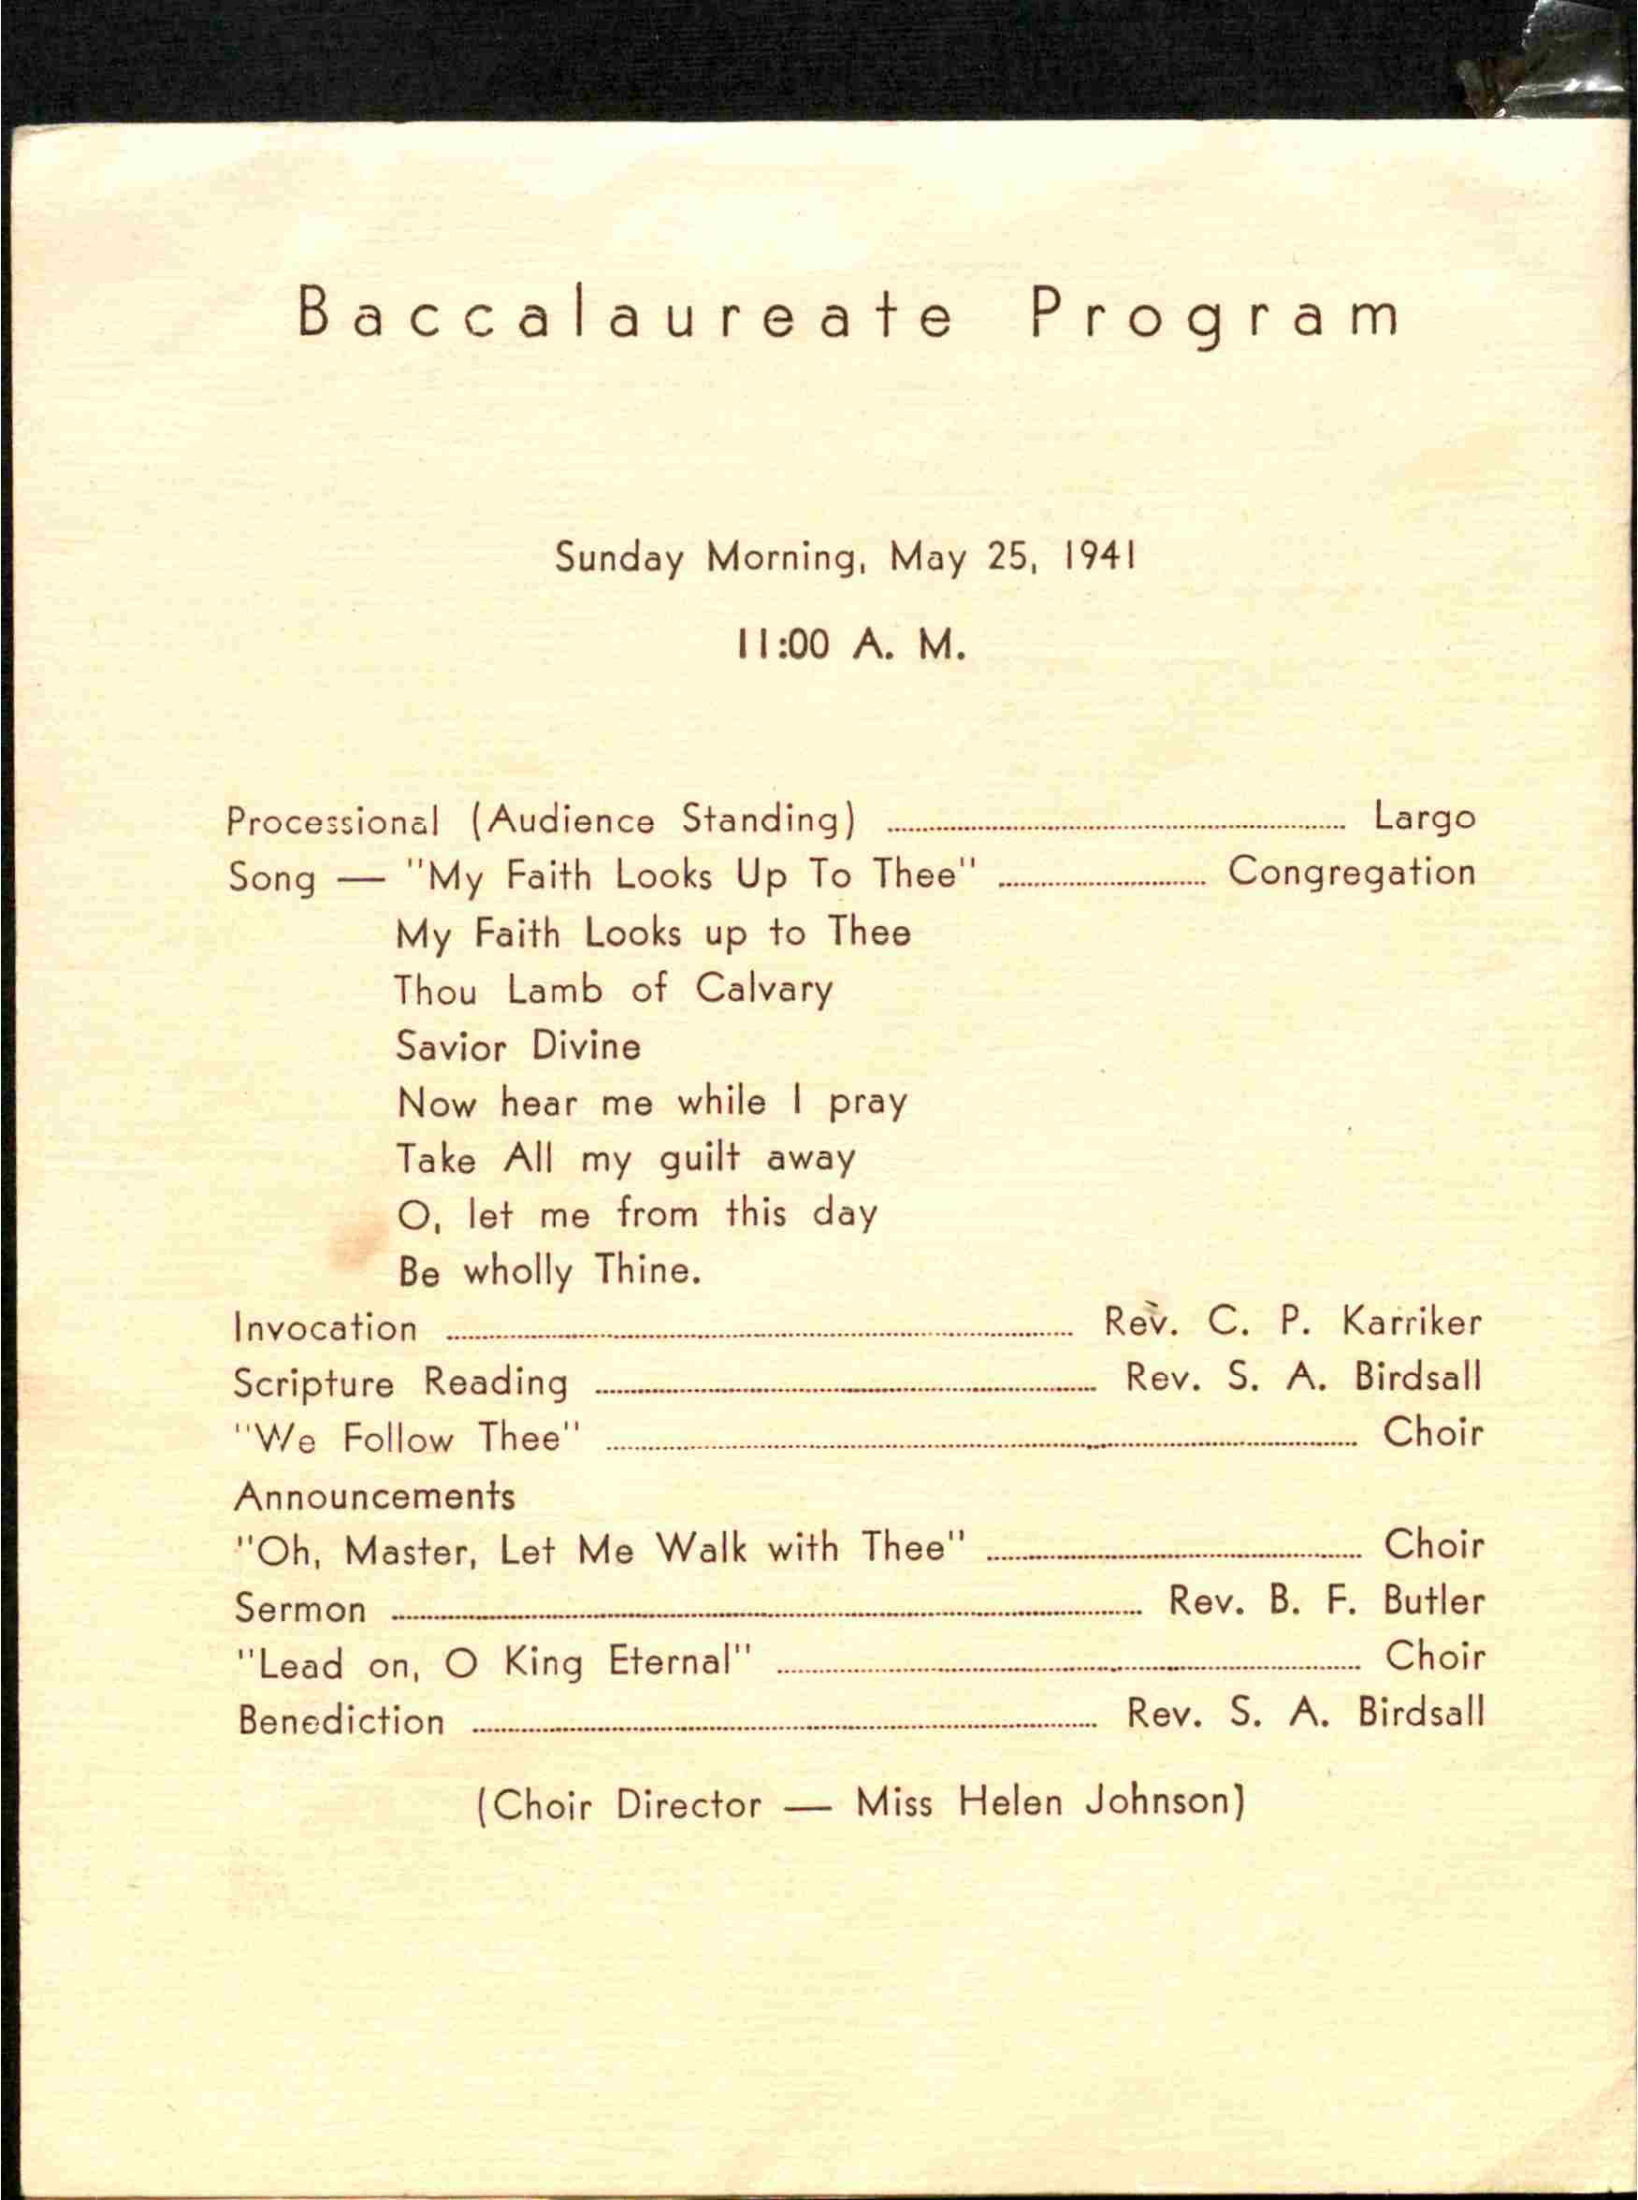 Baccalaureate Program
Sunday Morning, May 25, 1941
11:00 A. M.
Processional (Audience Standing) ........ Largo
Song — "My Faith Looks Up To Thee" ........ Congregation
My Faith Looks up to Thee
Thou Lamb of Calvary
Savior Divine
Now hear me while I pray
Take All my guilt away
O, let me from this day
Be wholly Thine.
Invocation ........ Rev. C. P. Karriker
Scripture Reading ........ Rev. S. A. Birdsall
"We Follow Thee" ........ Choir
Announcements
"Oh, Master, Let Me Walk with Thee" ........ Choir
Sermon ........ Rev. B. F. Butler
"Lead on, O King Eternal" ........ Choir
Benediction ........ Rev. S. A. Birdsall
(Choir Director — Miss Helen Johnson)